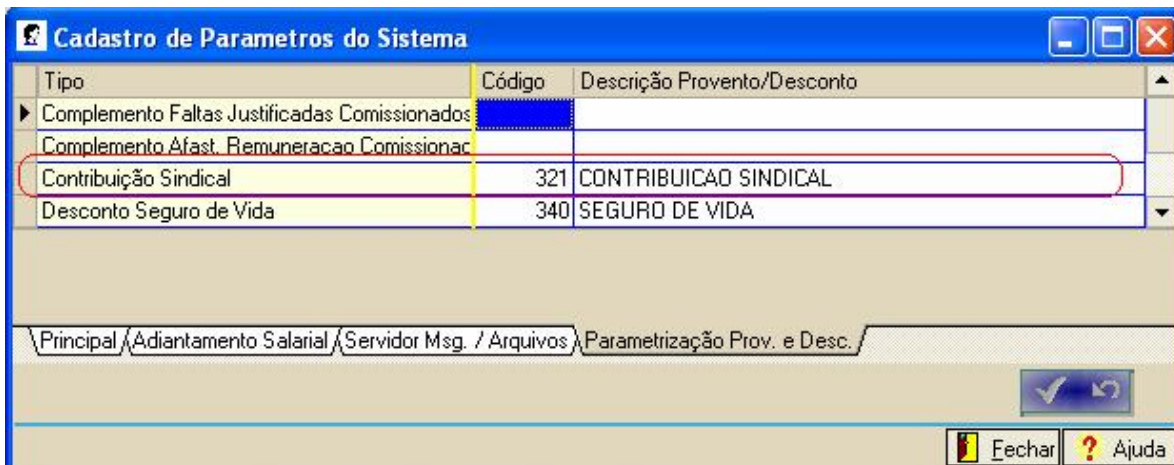 Cadastro de Parametros do Sistema
Tipo Código Descrição Provento/Desconto
Complemento Faltas Justificadas Comissionados
Complemento Afast. Remuneracao Comissionac
Contribuição Sindical 321 CONTRIBUICAO SINDICAL
Desconto Seguro de Vida 340 SEGURO DE VIDA
Principal Adiantamento Salarial Servidor Msg. / Arquivos Parametrização Prov. e Desc.
Fechar ? Ajuda